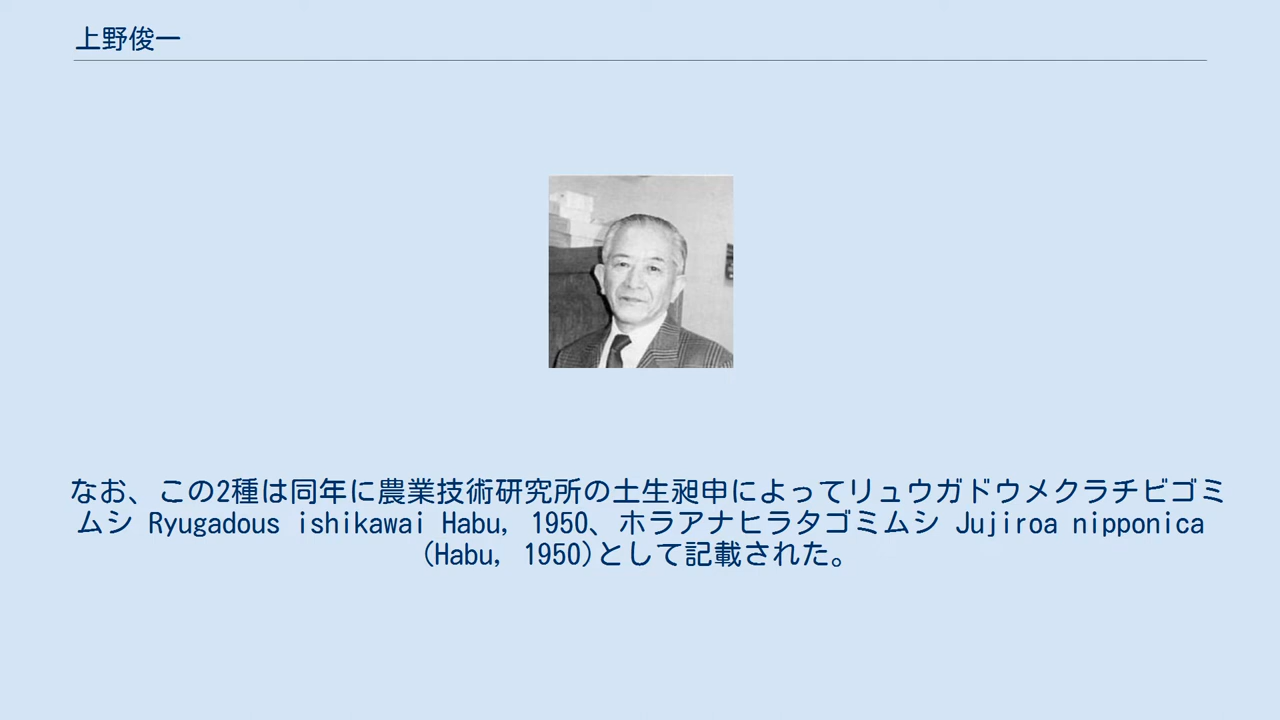 上野俊一
なお、この2種は同年に農業技術研究所の土生昶申によってリュウガドウメクラチビゴミ
ムシ Ryugadous ishikawai Habu, 1950、ホラアナヒラタゴミムシ Jujiroa nipponica
(Habu, 1950)として記載された。